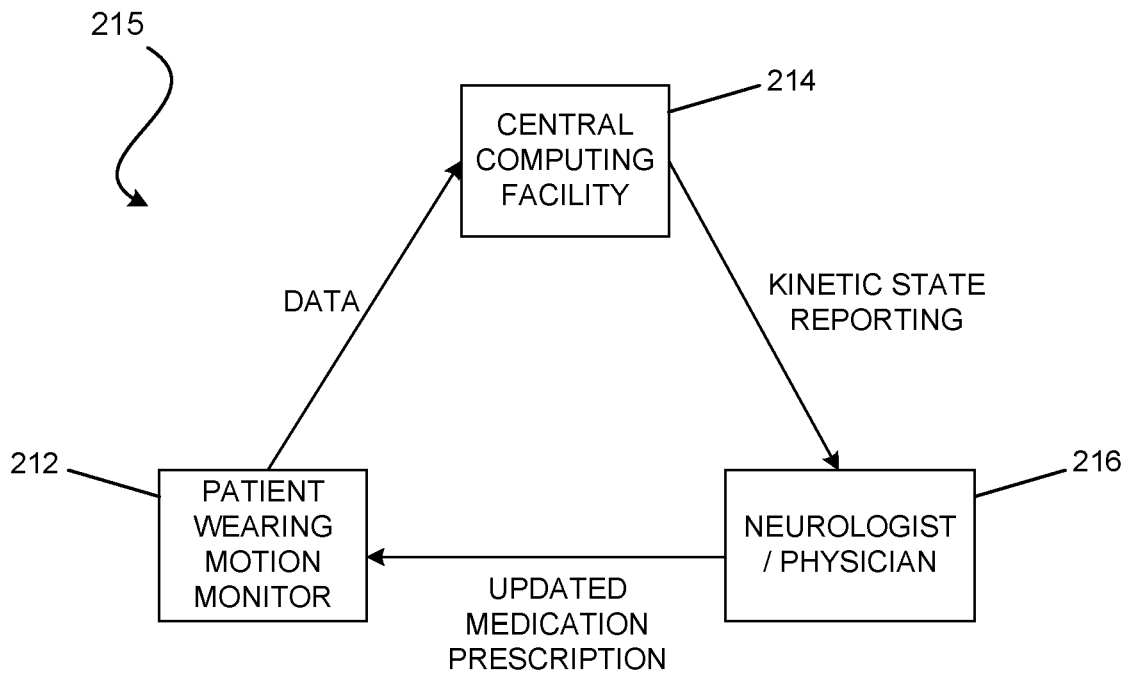 215
214
CENTRAL
COMPUTING
FACILITY
DATA
KINETIC STATE
REPORTING
212
216
PATIENT
WEARING
MOTION
MONITOR
NEUROLOGIST
/ PHYSICIAN
UPDATED
MEDICATION
PRESCRIPTION